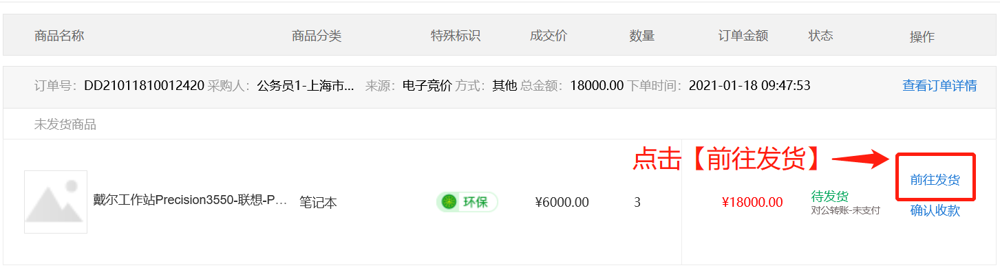 商品名称 商品分类 特殊标识 成交价 数量 订单金额 状态 操作
订单号：DD21011810012420 采购人：公务员1-上海市... 来源：电子竞价 方式：其他 总金额：18000.00 下单时间：2021-01-18 09:47:53 查看订单详情
未发货商品
点击【前往发货】
前往发货
戴尔工作站Precision3550-联想-P... 笔记本 环保 ¥6000.00 3 ¥18000.00 待发货
对公转账-未支付 确认收款